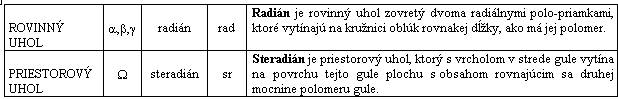 ROVINNÝ UHOL α,β,γ radián rad Radián je rovinný uhol zovretý dvoma radiálnymi polo-priamkami,
ktoré vytínajú na kružnici oblúk rovnakej dĺžky, ako má jej polomer.
PRIESTOROVÝ UHOL Ω steradián sr Steradián je priestorový uhol, ktorý s vrcholom v strede gule vytína
na povrchu tejto gule plochu s obsahom rovnajúcim sa druhej
mocnine polomeru gule.